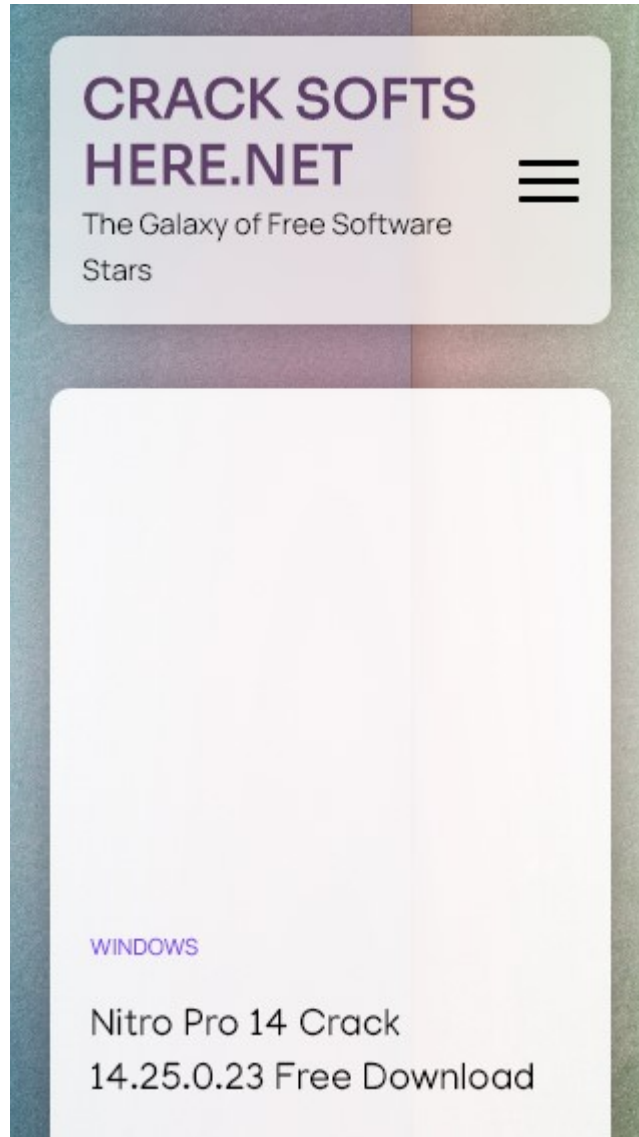 CRACK SOFTS
HERE.NET
The Galaxy of Free Software
Stars
WINDOWS
Nitro Pro 14 Crack
14.25.0.23 Free Download